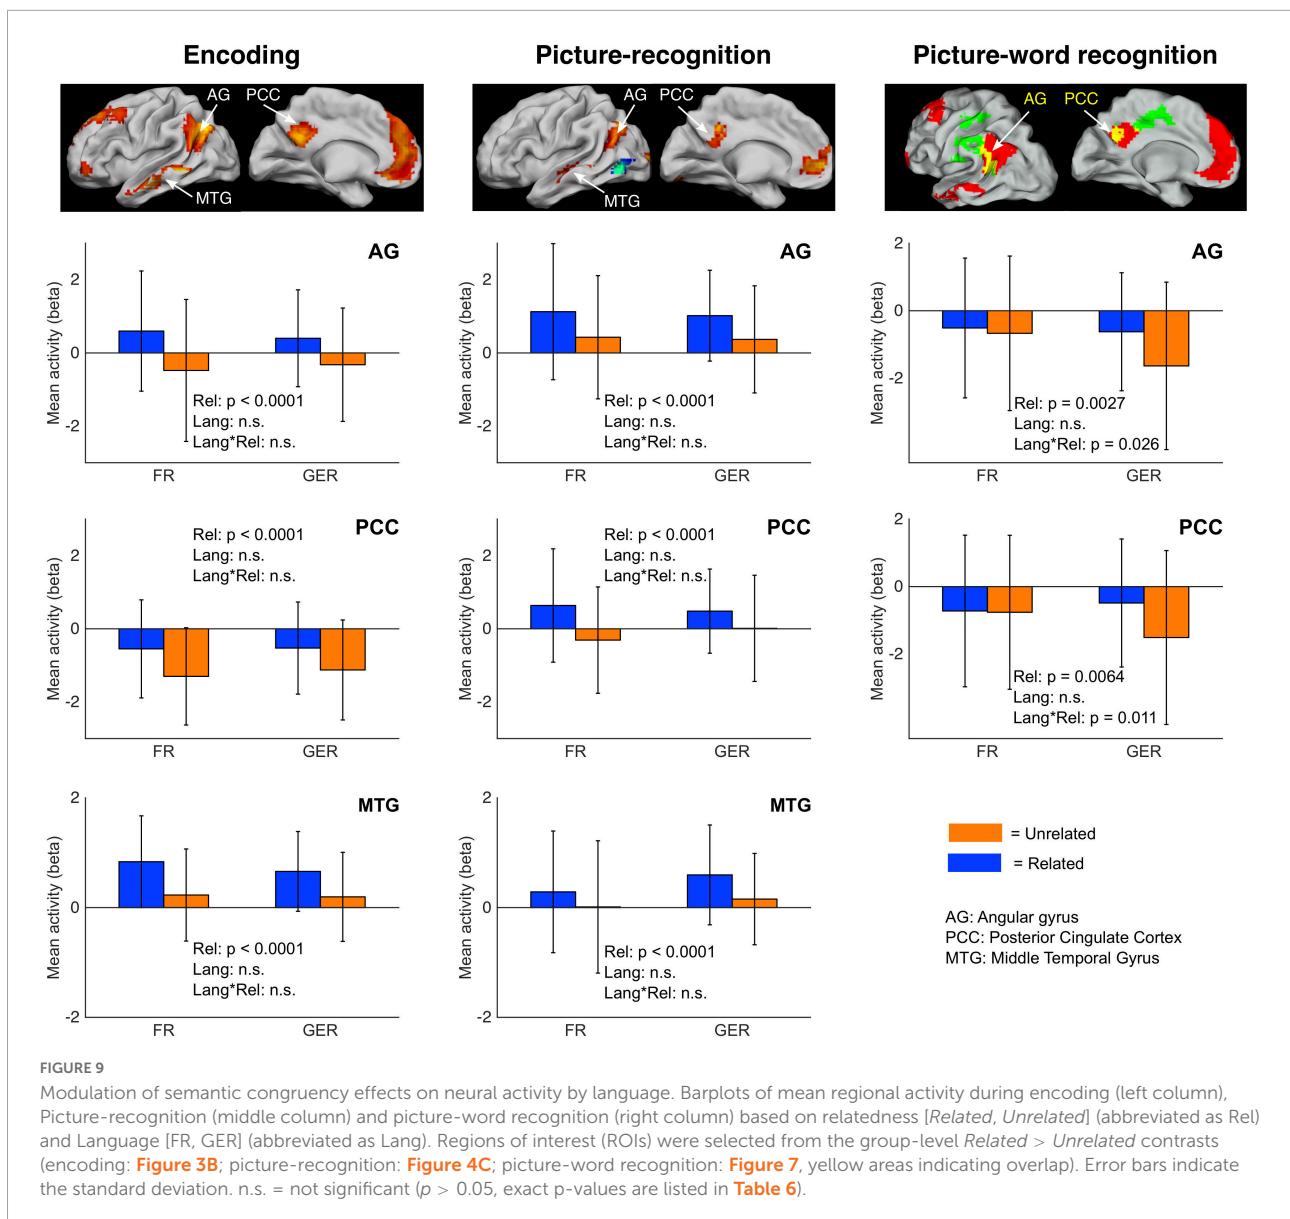 Encoding
Picture-recognition
Picture-word recognition
AG
PCC
MTG
AG
PCC
MTG
AG
PCC
AG
Mean activity (beta)
2
0
-2
Rel: p < 0.0001
Lang: n.s.
Lang*Rel: n.s.
FR
GER
AG
Mean activity (beta)
2
0
-2
Rel: p < 0.0001
Lang: n.s.
Lang*Rel: n.s.
FR
GER
AG
Mean activity (beta)
0
-2
Rel: p = 0.0027
Lang: n.s.
Lang*Rel: p = 0.026
FR
GER
PCC
Mean activity (beta)
2
0
-2
Rel: p < 0.0001
Lang: n.s.
Lang*Rel: n.s.
FR
GER
PCC
Mean activity (beta)
2
0
-2
Rel: p < 0.0001
Lang: n.s.
Lang*Rel: n.s.
FR
GER
PCC
Mean activity (beta)
2
0
-2
Rel: p = 0.0064
Lang: n.s.
Lang*Rel: p = 0.011
FR
GER
MTG
Mean activity (beta)
2
0
-2
Rel: p < 0.0001
Lang: n.s.
Lang*Rel: n.s.
FR
GER
MTG
Mean activity (beta)
2
0
-2
Rel: p < 0.0001
Lang: n.s.
Lang*Rel: n.s.
FR
GER
= Unrelated
= Related
AG: Angular gyrus
PCC: Posterior Cingulate Cortex
MTG: Middle Temporal Gyrus
FIGURE 9
Modulation of semantic congruency effects on neural activity by language. Barplots of mean regional activity during encoding (left column),
Picture-recognition (middle column) and picture-word recognition (right column) based on relatedness [Related, Unrelated] (abbreviated as Rel)
and Language [FR, GER] (abbreviated as Lang). Regions of interest (ROIs) were selected from the group-level Related > Unrelated contrasts
(encoding: Figure 3B; picture-recognition: Figure 4C; picture-word recognition: Figure 7, yellow areas indicating overlap). Error bars indicate
the standard deviation. n.s. = not significant (p > 0.05, exact p-values are listed in Table 6).